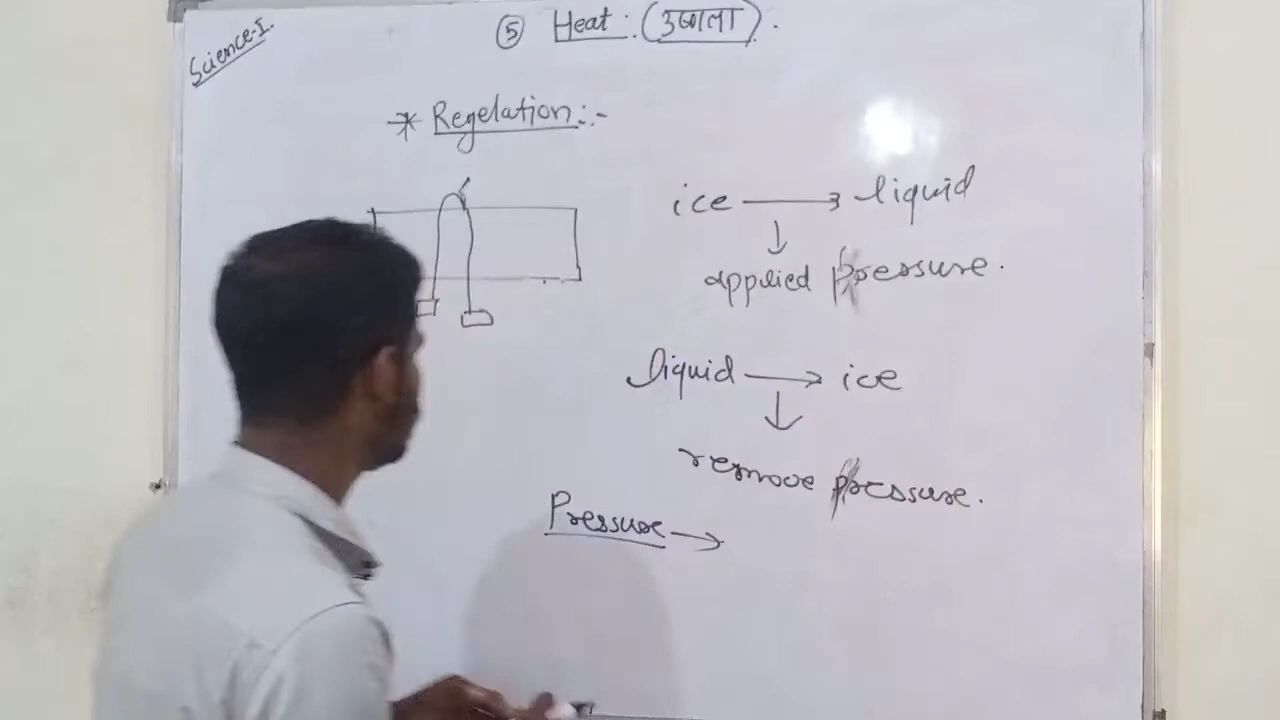 Science-I.
⑤ Heat : (उष्णता).
* Regelation :-
ice → liquid
↓
applied pressure.
liquid → ice
↓
remove pressure.
Pressure →